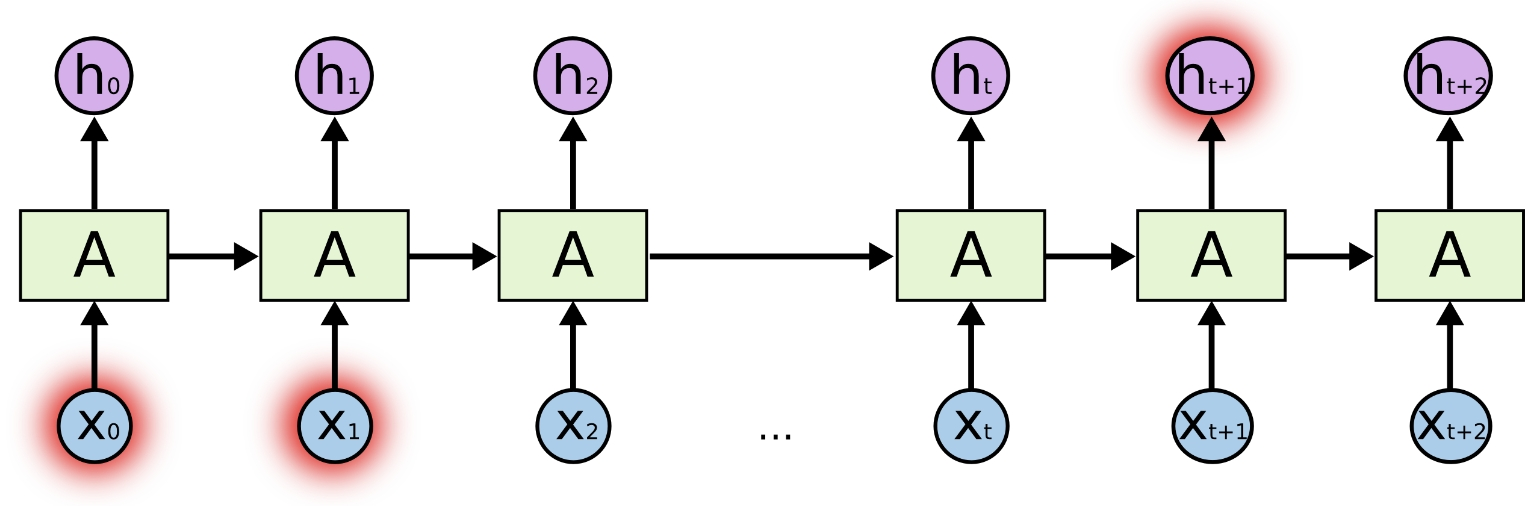 h0 h1 h2 ht ht+1 ht+2
A A A A A A
x0 x1 x2 ... xt xt+1 xt+2